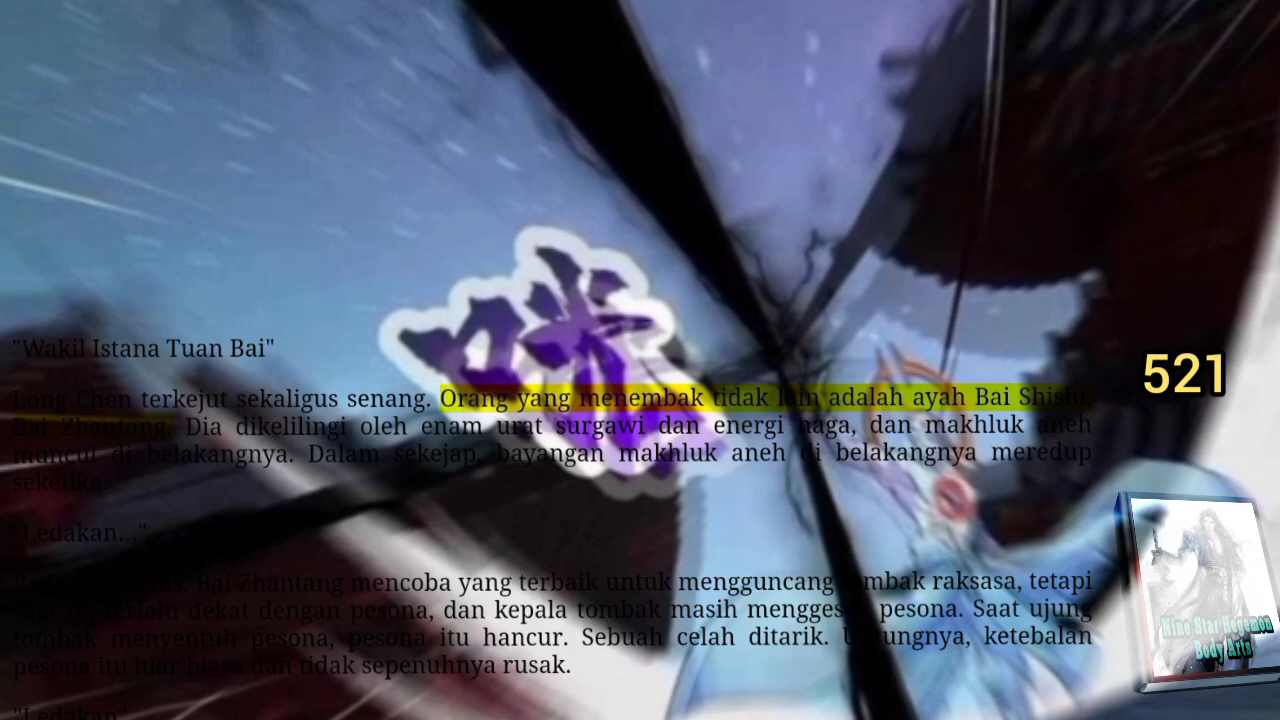 "Wakil Istana Tuan Bai"
Long Chen terkejut sekaligus senang. Orang yang menembak tidak lain adalah ayah Bai Shishi,
Bai Zhantang. Dia dikelilingi oleh enam urat surgawi dan energi naga, dan makhluk aneh
muncul di belakangnya. Dalam sekejap, bayangan makhluk aneh di belakangnya meredup
seketika.
"Ledakan..."
Bai Zhantang mencoba yang terbaik untuk mengguncang tombak raksasa, tetapi
terlalu dekat dengan pesona, dan kepala tombak masih menggesek pesona. Saat ujung
tombak menyentuh pesona, pesona itu hancur. Sebuah celah ditarik. Untungnya, ketebalan
pesona itu luar biasa dan tidak sepenuhnya rusak.
"Ledakan"
521
Nine Star Hegemon
Body Arts